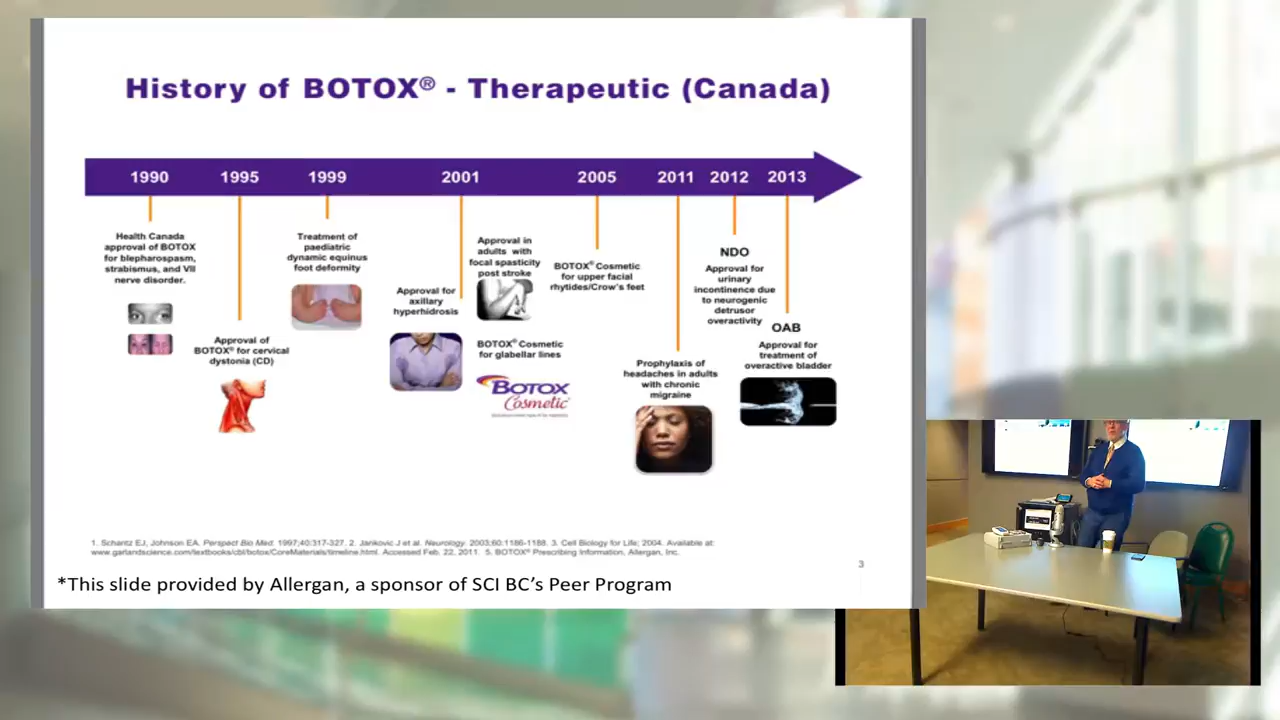 History of BOTOX® - Therapeutic (Canada)
1990 1995 1999 2001 2005 2011 2012 2013
Health Canada
approval of BOTOX
for blepharospasm,
strabismus, and VII
nerve disorder.
Approval of
BOTOX® for cervical
dystonia (CD)
Treatment of
paediatric
dynamic equinus
foot deformity
Approval for
axillary
hyperhidrosis
Approval in
adults with
focal spasticity
post stroke
BOTOX® Cosmetic
for glabellar lines
BOTOX
Cosmetic
BOTOX® Cosmetic
for upper facial
rhytides/Crow's feet
Prophylaxis of
headaches in adults
with chronic
migraine
NDO
Approval for
urinary
incontinence due
to neurogenic
detrusor
overactivity
OAB
Approval for
treatment of
overactive bladder
1. Schantz EJ, Johnson EA. Perspect Bio Med. 1997;40:317-327. 2. Jankovic J et al. Neurology. 2003;60:1186-1188. 3. Cell Biology for Life; 2004. Available at:
www.garlandscience.com/textbooks/cbl/botox/CoreMaterials/timeline.html. Accessed Feb. 22, 2011. 5. BOTOX® Prescribing Information, Allergan, Inc.
3
*This slide provided by Allergan, a sponsor of SCI BC's Peer Program